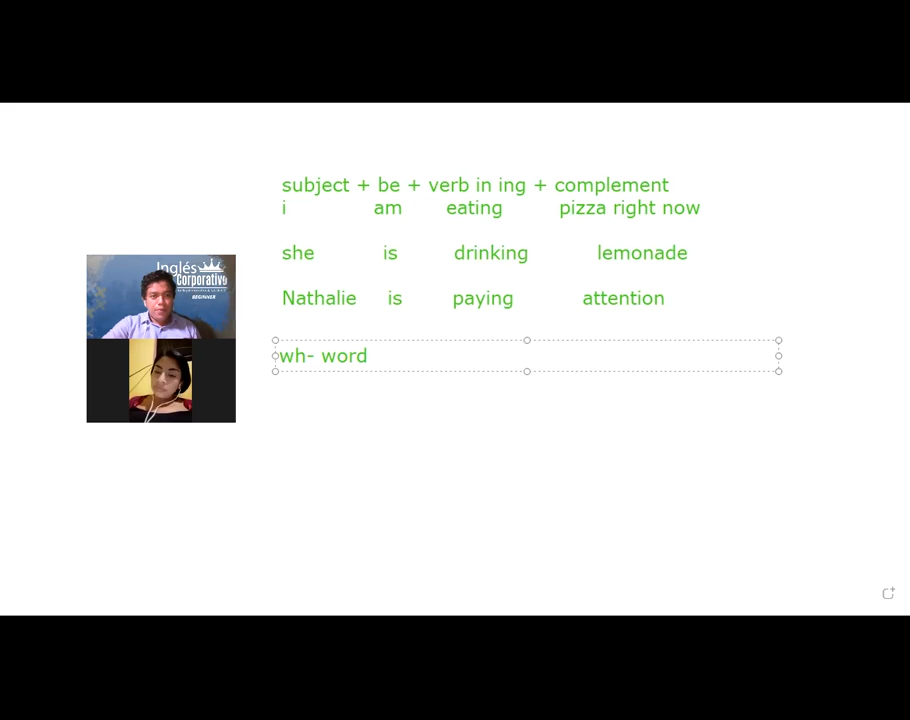 subject + be + verb in ing + complement
i am eating pizza right now
she is drinking lemonade
Inglés
Corporativo
BEGINNER
Nathalie is paying attention
wh- word